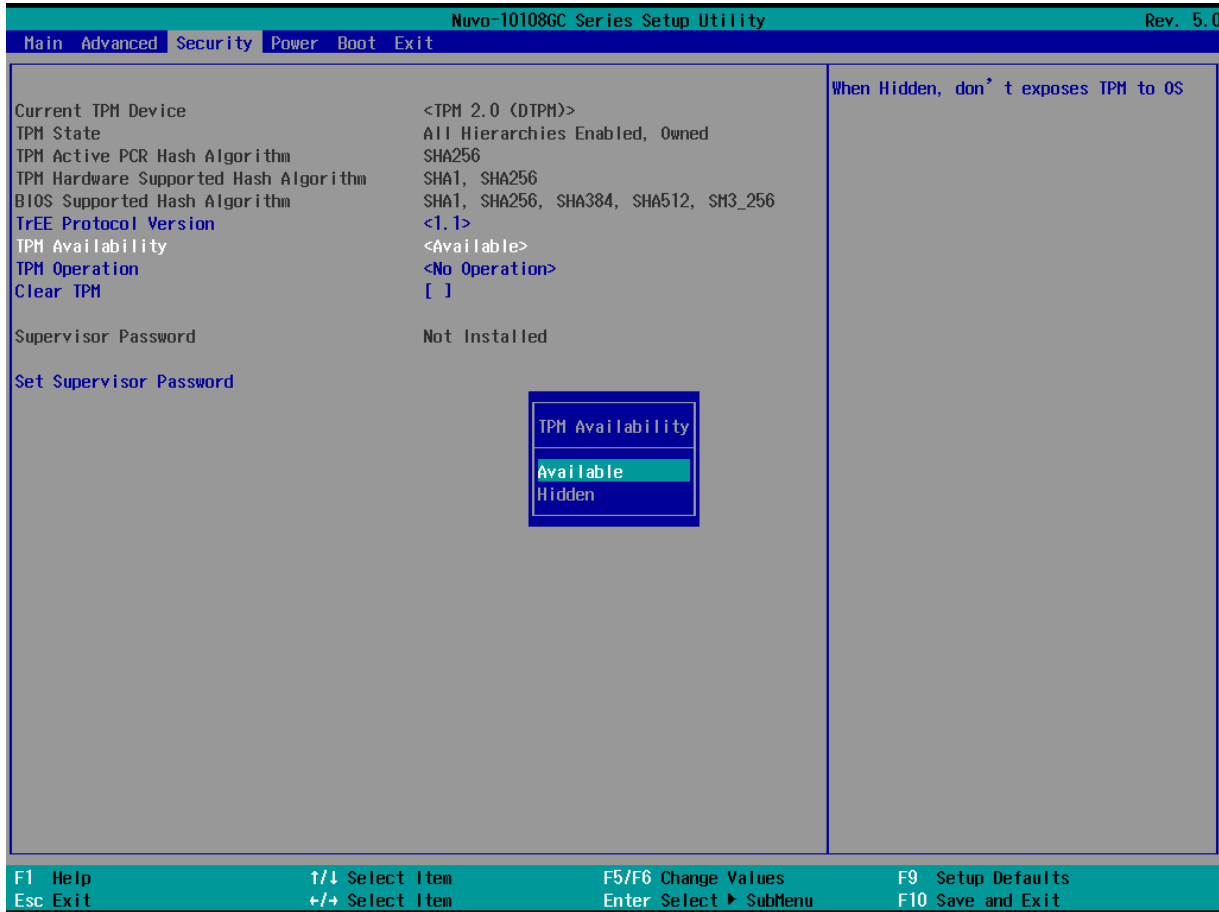 Nuvo-10108GC Series Setup Utility Rev. 5.0
Main Advanced Security Power Boot Exit
When Hidden, don't exposes TPM to OS
Current TPM Device <TPM 2.0 (DTPM)>
TPM State All Hierarchies Enabled, Owned
TPM Active PCR Hash Algorithm SHA256
TPM Hardware Supported Hash Algorithm SHA1, SHA256
BIOS Supported Hash Algorithm SHA1, SHA256, SHA384, SHA512, SM3_256
TrEE Protocol Version <1.1>
TPM Availability <Available>
TPM Operation <No Operation>
Clear TPM [ ]
Supervisor Password Not Installed
Set Supervisor Password
TPM Availability
Available
Hidden
F1 Help ↑/↓ Select Item F5/F6 Change Values F9 Setup Defaults
Esc Exit ←/→ Select Item Enter Select ▶ SubMenu F10 Save and Exit